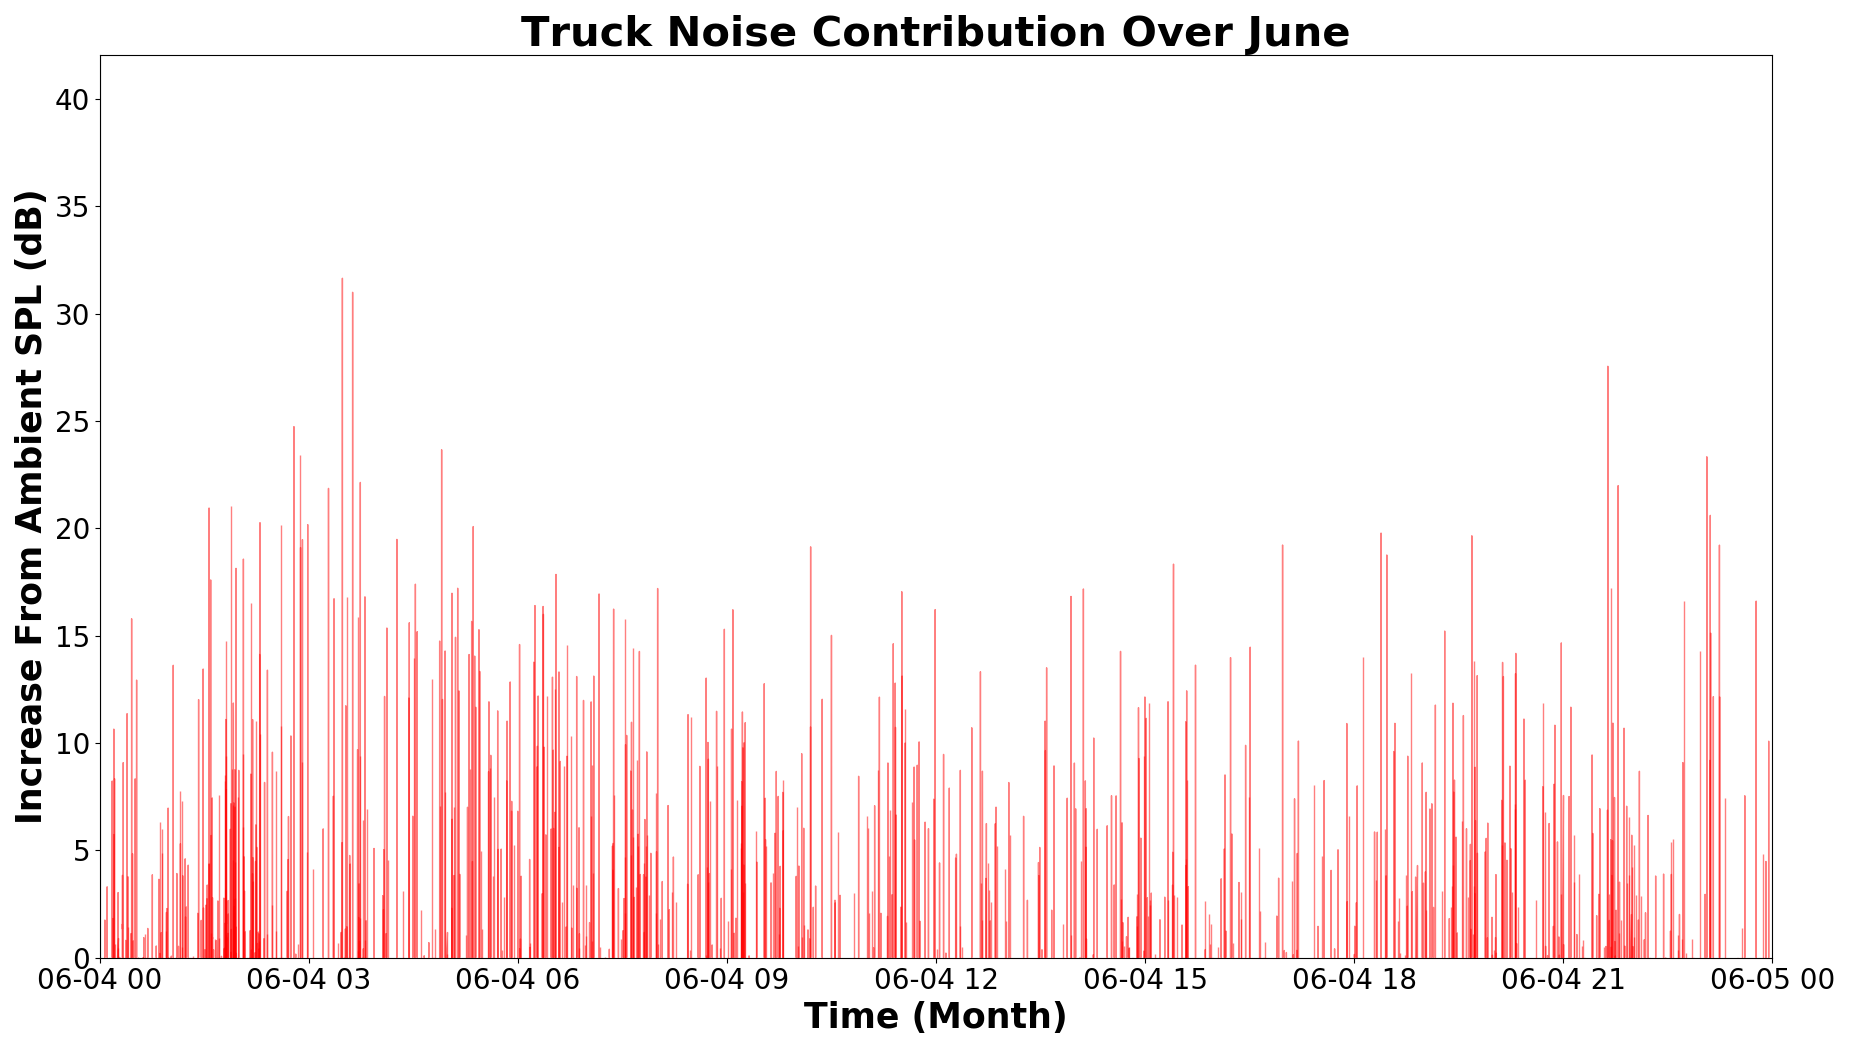 Truck Noise Contribution Over June
Increase From Ambient SPL (dB)
40
35
30
25
20
15
10
5
0
06-04 00 06-04 03 06-04 06 06-04 09 06-04 12 06-04 15 06-04 18 06-04 21 06-05 00
Time (Month)